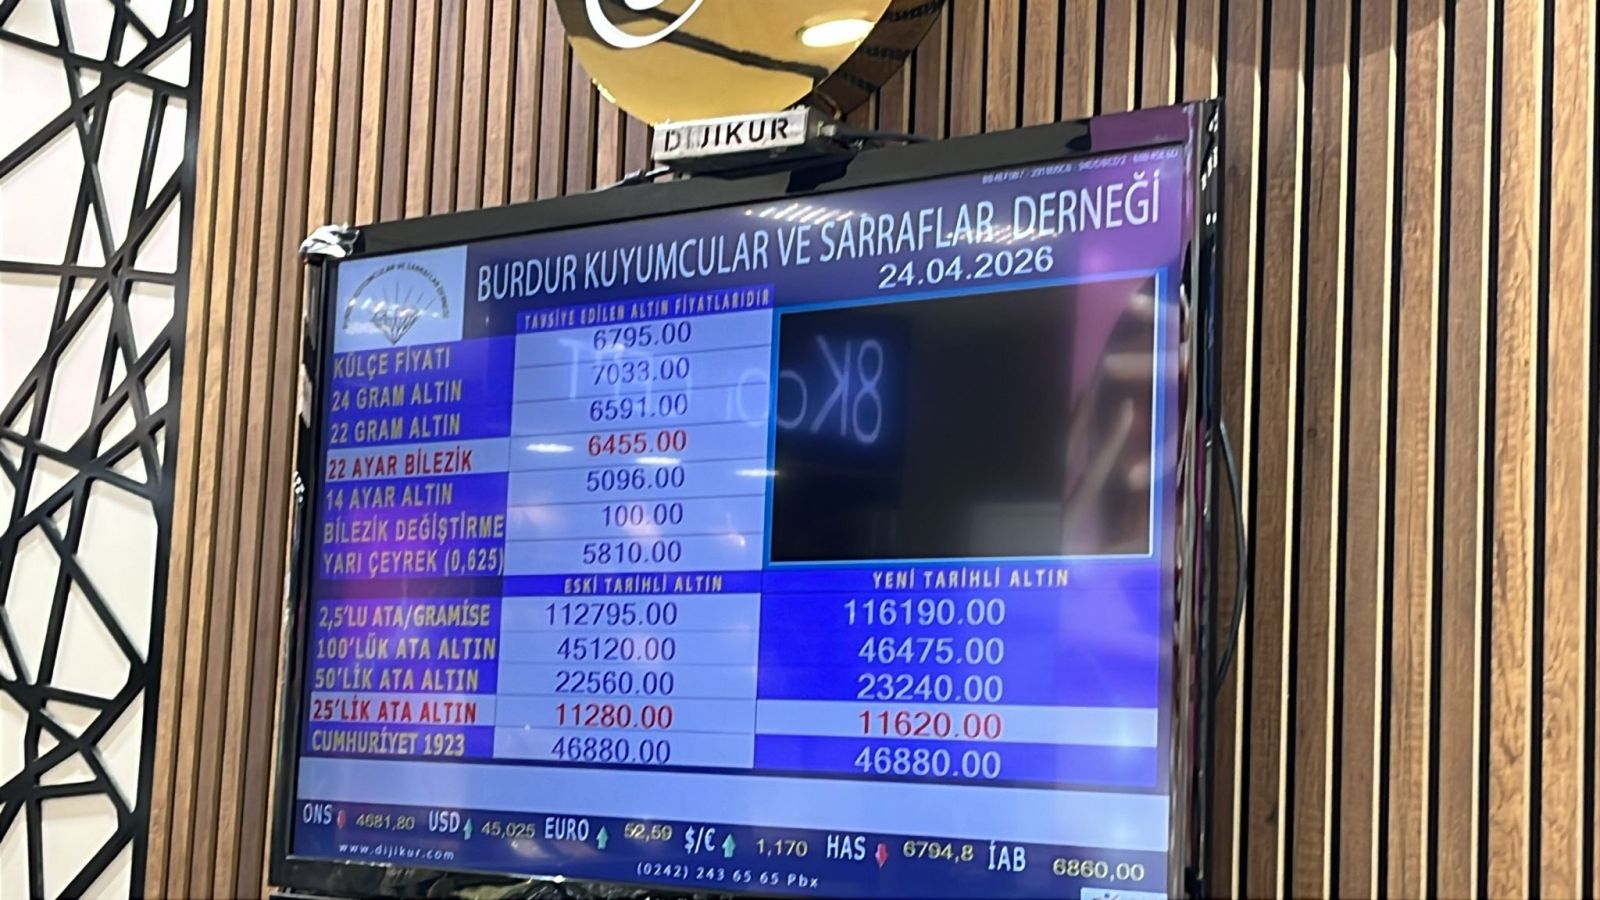 DIJIKUR
BURDUR KUYUMCULAR VE SARRAFLAR DERNEĞİ
24.04.2026
TAVSİYE EDİLEN ALTIN FİYATLARIDIR
KÜLÇE FİYATI 6795.00
24 GRAM ALTIN 7033.00
22 GRAM ALTIN 6591.00
22 AYAR BİLEZİK 6455.00
14 AYAR ALTIN 5096.00
BİLEZİK DEĞİŞTİRME 100.00
YARI ÇEYREK (0,625) 5810.00
ESKİ TARİHLİ ALTIN YENİ TARİHLİ ALTIN
2,5'LU ATA/GRAMİSE 112795.00 116190.00
100'LÜK ATA ALTIN 45120.00 46475.00
50'LİK ATA ALTIN 22560.00 23240.00
25'LİK ATA ALTIN 11280.00 11620.00
CUMHURİYET 1923 46880.00 46880.00
ONS 4681,80 USD 45,025 EURO 52,59 $/€ 1,170 HAS 6794,8 İAB 6860,00
www.dijikur.com (0242) 243 65 65 Pbx